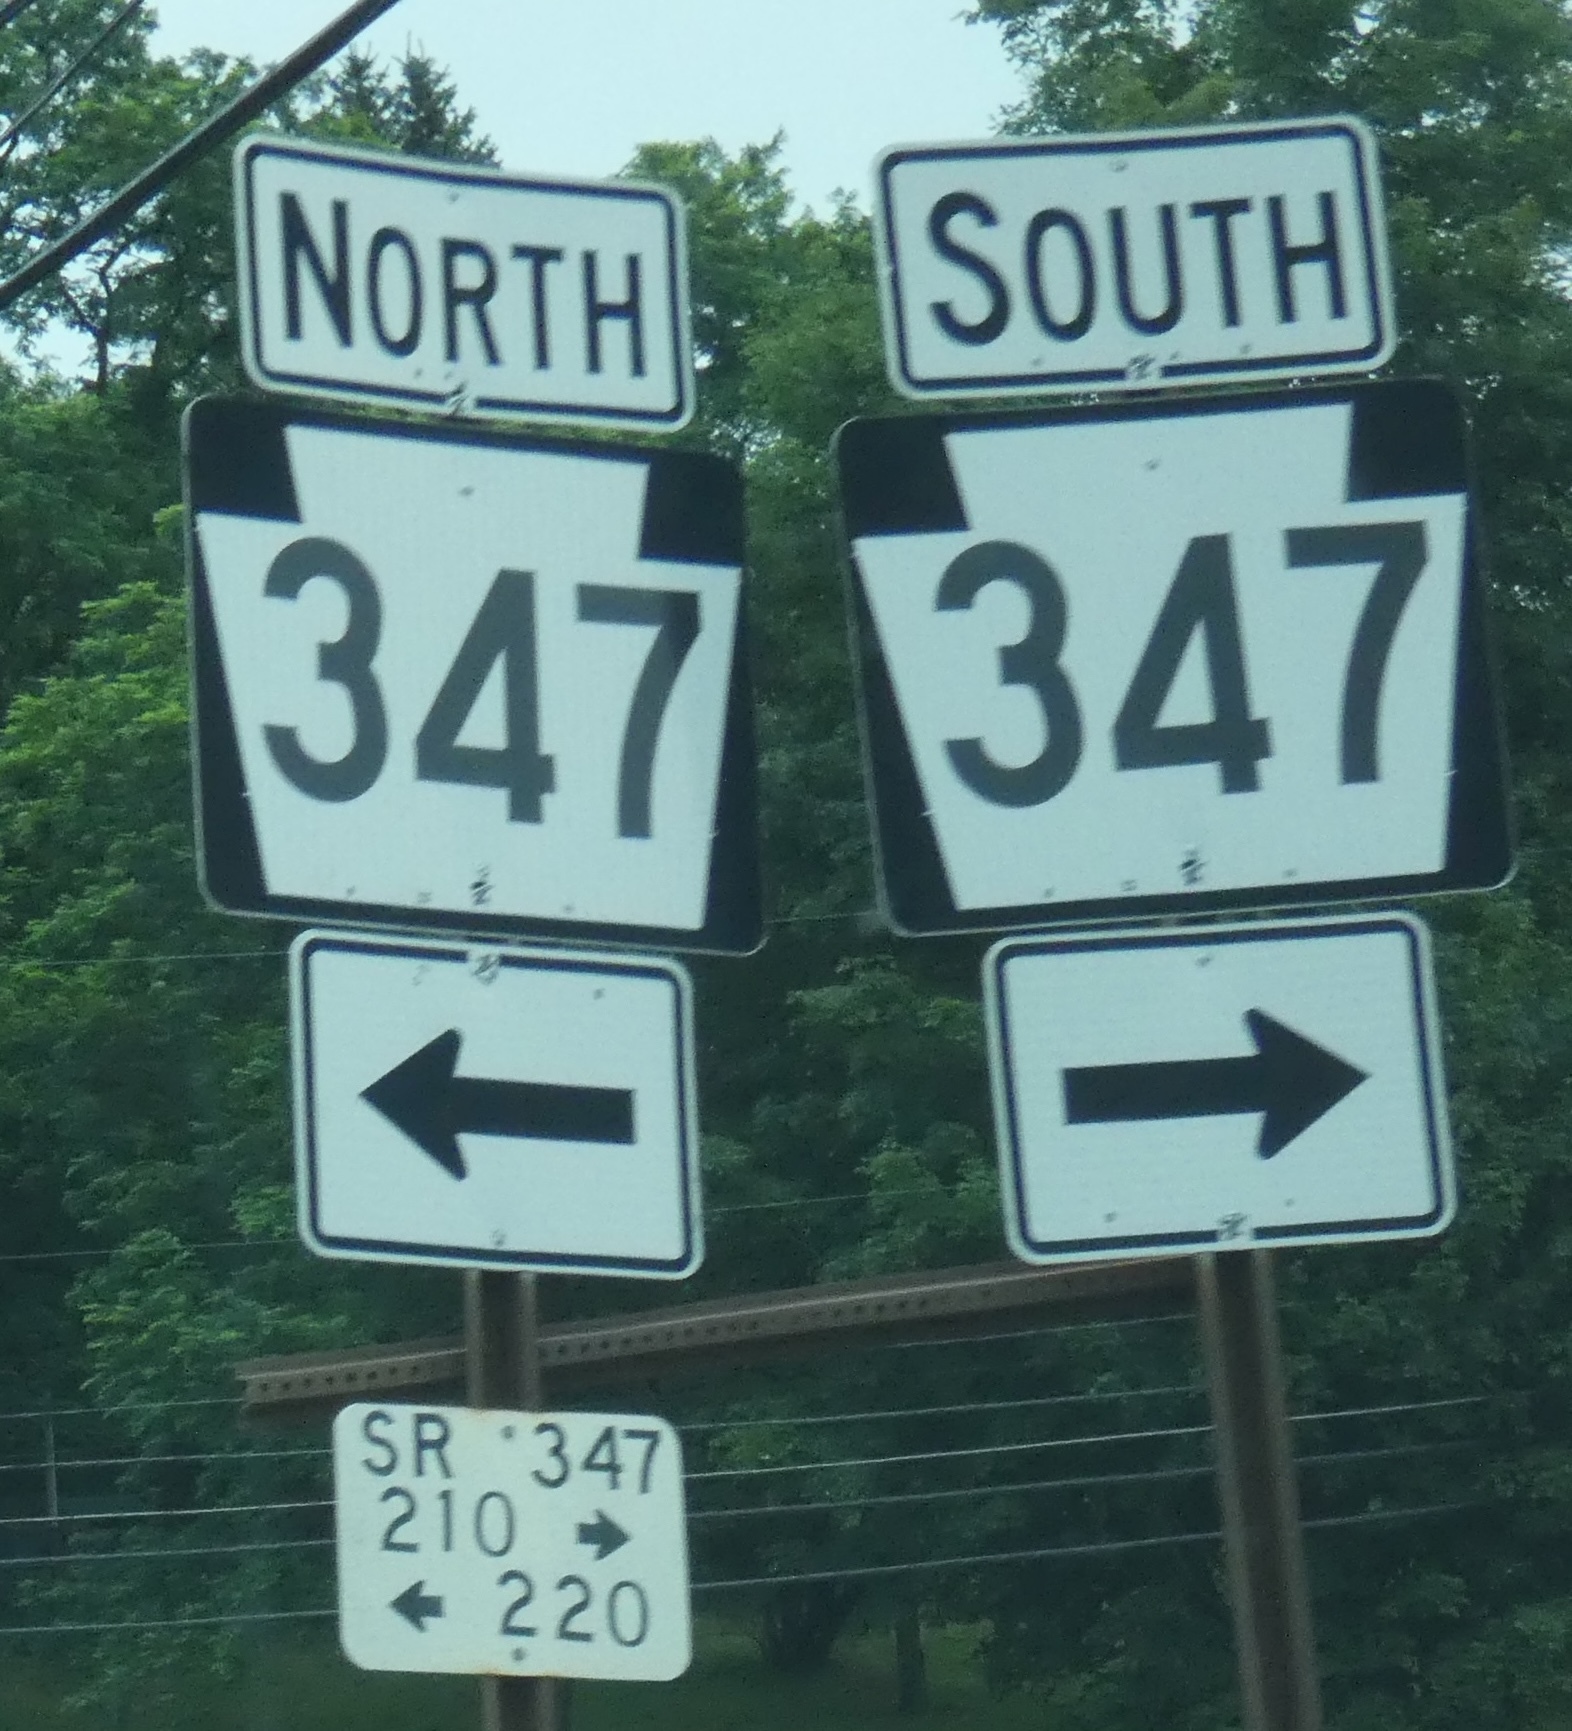 NORTH
347
SOUTH
347
SR 347
210 →
← 220